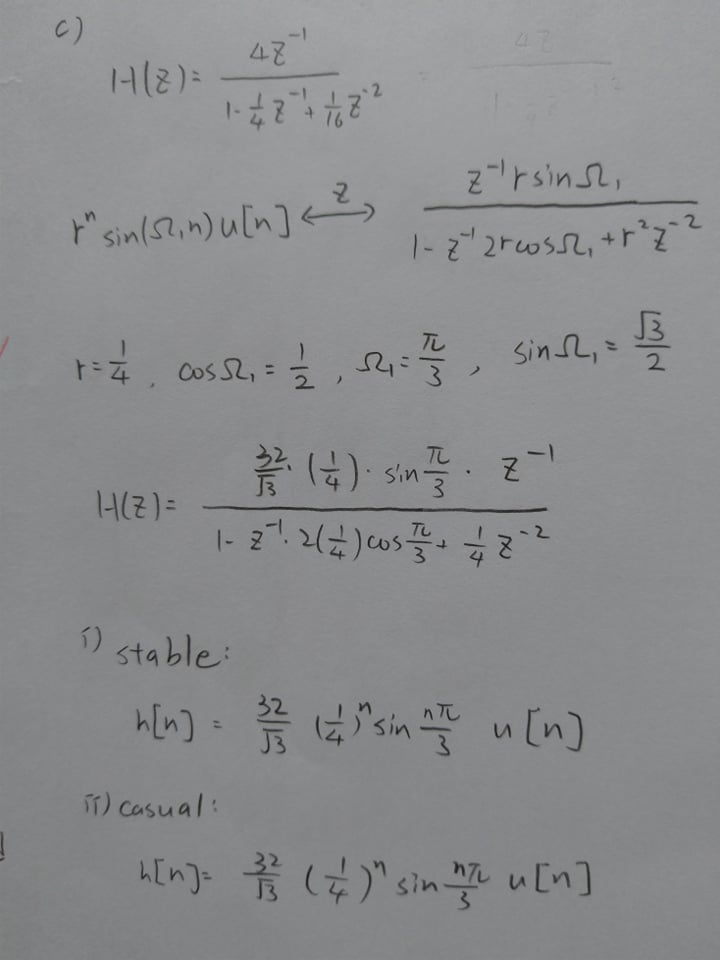 c)
H(z) = 4z^-1 / (1 - 1/4 z^-1 + 1/16 z^-2)
r^n sin(Ω₁n) u[n] ←z→ z^-1 r sin Ω₁ / (1 - z^-1 2r cos Ω₁ + r^2 z^-2)
r = 1/4 , cos Ω₁ = 1/2 , Ω₁ = π/3 , sin Ω₁ = √3/2
H(z) = 32/√3 · (1/4) · sin π/3 · z^-1 / (1 - z^-1 · 2(1/4) cos π/3 + 1/4 z^-2)
i) stable:
h[n] = 32/√3 (1/4)^n sin nπ/3 u[n]
ii) casual:
h[n] = 32/√3 (1/4)^n sin nπ/3 u[n]